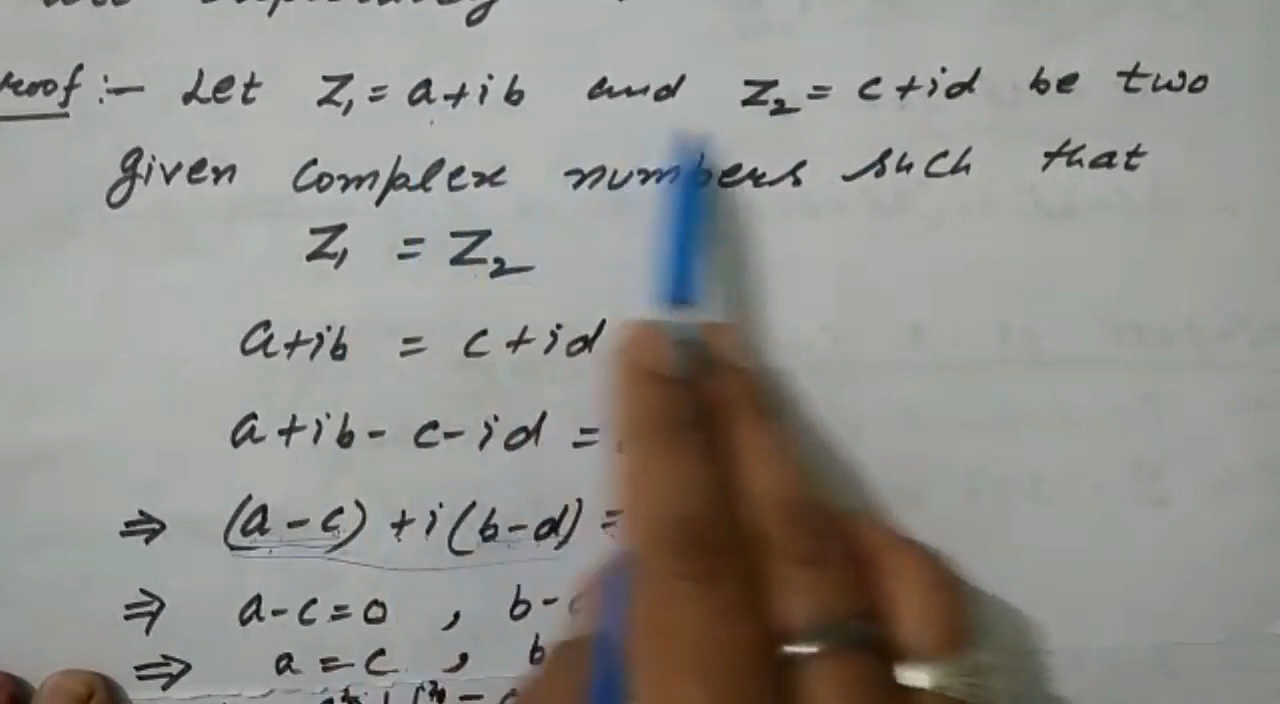 Proof :- Let Z₁ = a+ib and Z₂ = c+id be two
given complex numbers such that
Z₁ = Z₂
a+ib = c+id
a+ib - c-id =
⇒ (a-c) +i(b-d) =
⇒ a-c=0 , b-
⇒ a=c , b